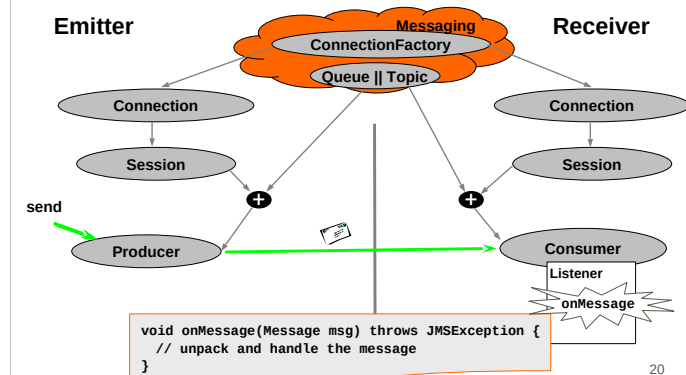 Emitter
Messaging
Receiver
ConnectionFactory
Queue || Topic
Connection
Connection
Session
Session
+
+
send
Producer
Consumer
Listener
onMessage
void onMessage(Message msg) throws JMSException {
// unpack and handle the message
}
20